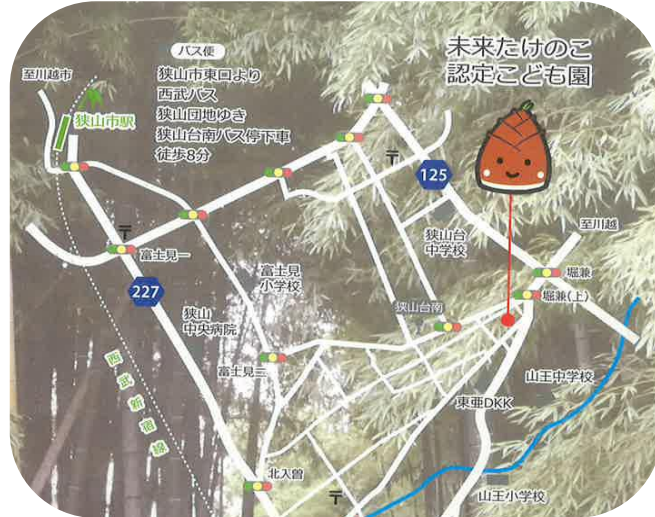 バス便
狭山市東口より
西武バス
狭山団地ゆき
狭山台南バス停下車
徒歩8分
未来たけのこ
認定こども園
至川越市
狭山市駅
〒
125
狭山台
中学校
至川越
堀兼
堀兼(上)
〒
富士見一
富士見
小学校
227
狭山
中央病院
狭山台南
富士見二
西武新宿線
山王中学校
東亜DKK
北入曽
〒
山王小学校